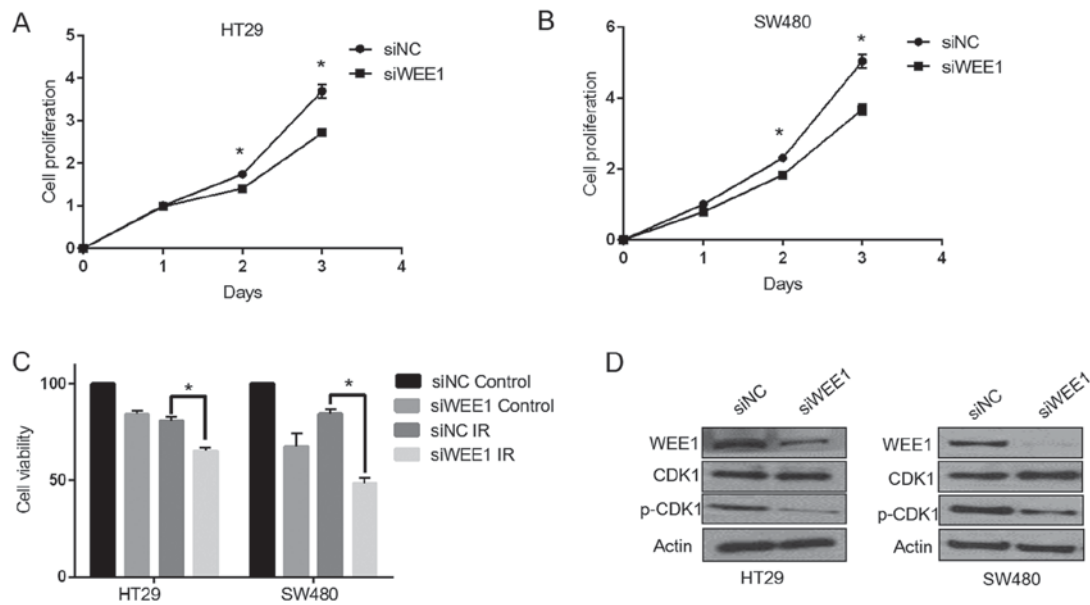 A
HT29
siNC
siWEE1
Cell proliferation
5
4
3
2
1
0
0 1 2 3 4
Days
*
*
B
SW480
siNC
siWEE1
Cell proliferation
6
4
2
0
0 1 2 3 4
Days
*
*
C
Cell viability
100
50
0
*
*
HT29 SW480
siNC Control
siWEE1 Control
siNC IR
siWEE1 IR
D
siNC siWEE1
WEE1
CDK1
p-CDK1
Actin
HT29
siNC siWEE1
WEE1
CDK1
p-CDK1
Actin
SW480